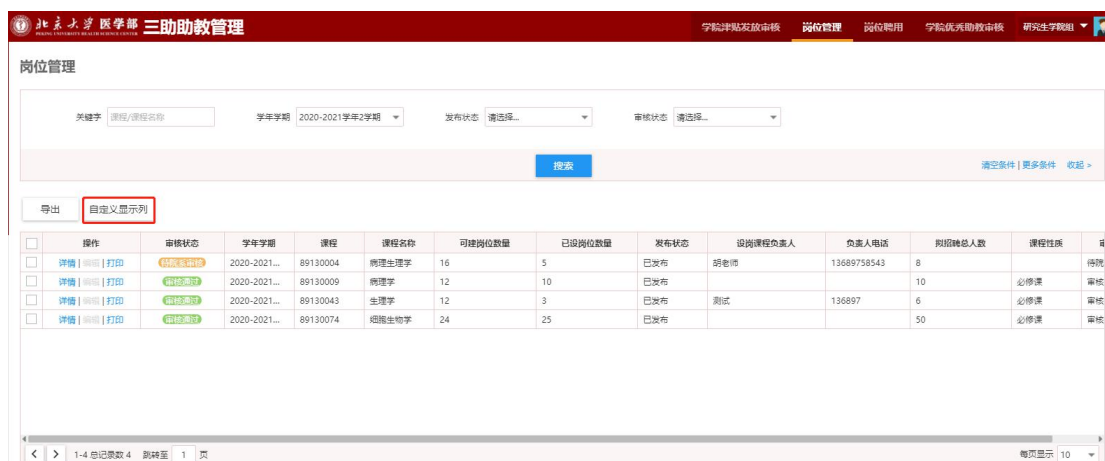 北京大学医学部 三助助教管理 学院津贴发放审核 岗位管理 岗位聘用 学院优秀助教审核 研究生学院组
PEKING UNIVERSITY HEALTH SCIENCE CENTER
岗位管理
关键字 课程/课程名称 学年学期 2020-2021学年2学期 发布状态 请选择... 审核状态 请选择...
搜索 清空条件 | 更多条件 收起
导出 自定义显示列
操作 审核状态 学年学期 课程 课程名称 可建岗位数量 已设岗位数量 发布状态 设岗课程负责人 负责人电话 拟招聘总人数 课程性质
详情 | 编辑 | 打印 待院系审核 2020-2021... 89130004 病理生理学 16 5 已发布 胡老师 13689758543 8 待院
详情 | 编辑 | 打印 审核通过 2020-2021... 89130009 病理学 12 10 已发布 10 必修课 审核
详情 | 编辑 | 打印 审核通过 2020-2021... 89130043 生理学 12 3 已发布 测试 136897 6 必修课 审核
详情 | 编辑 | 打印 审核通过 2020-2021... 89130074 细胞生物学 24 25 已发布 50 必修课 审核
1-4 总记录数 4 跳转至 1 页 每页显示 10